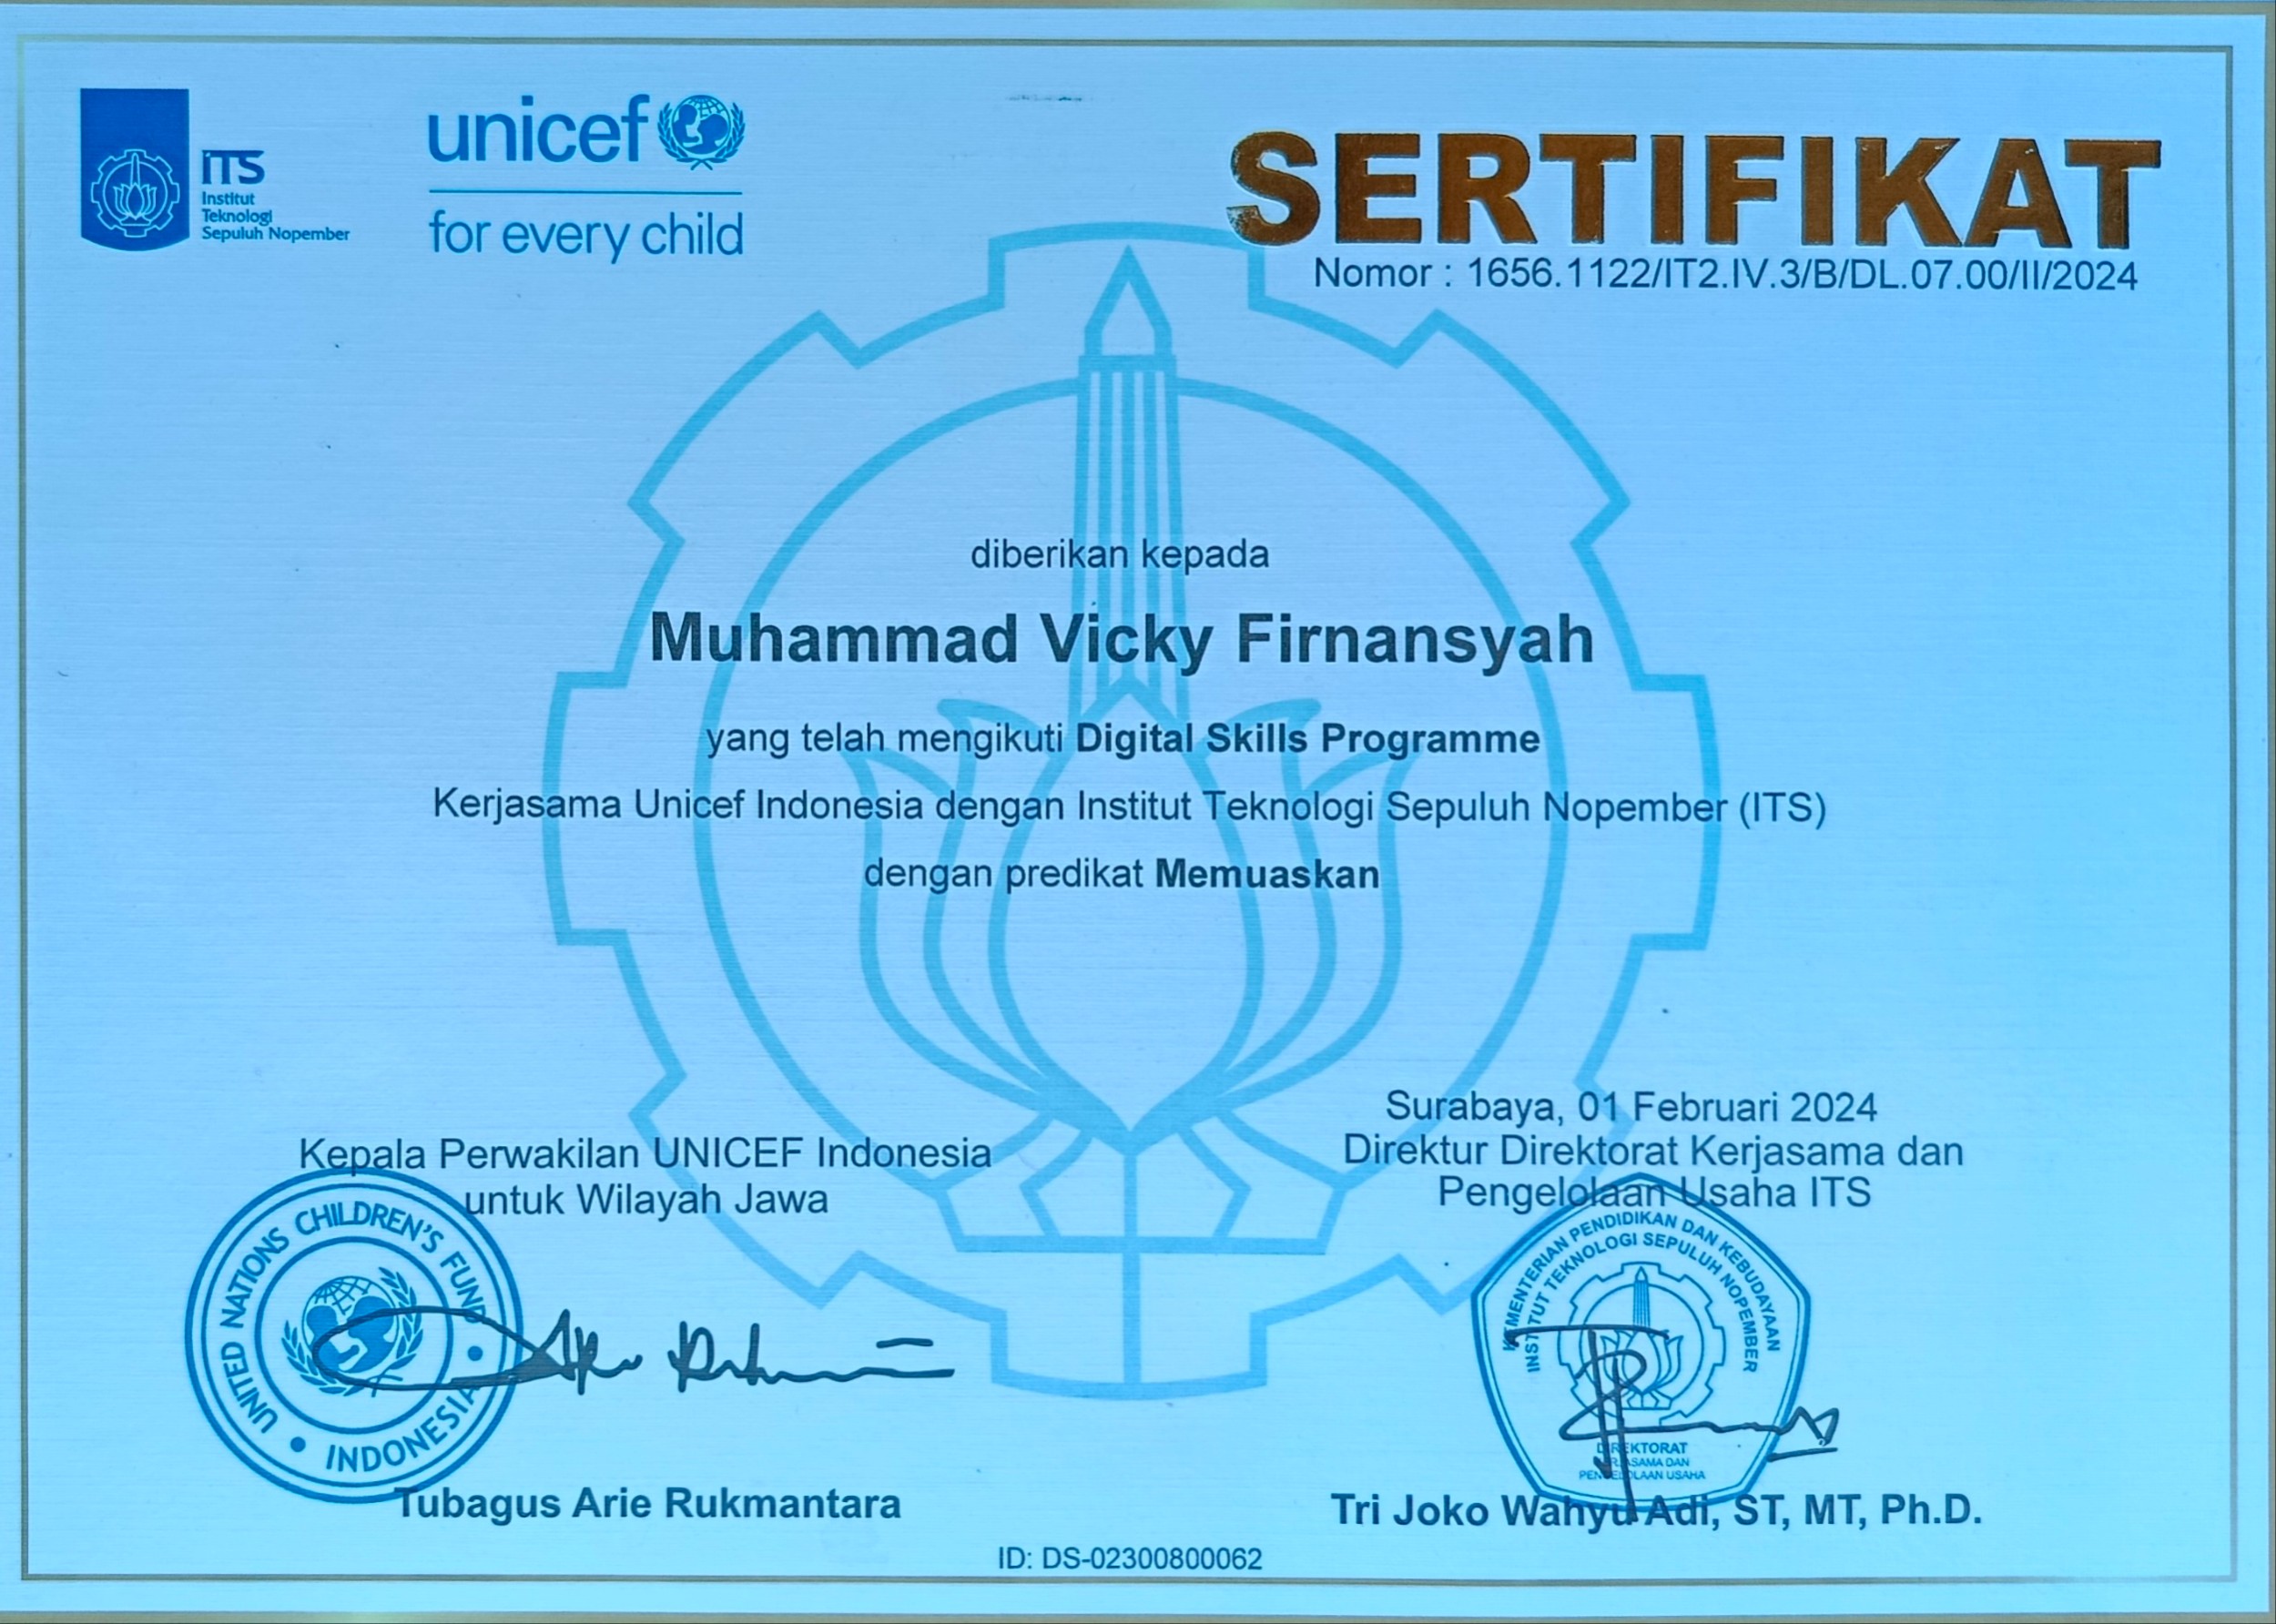 ITS
Institut
Teknologi
Sepuluh Nopember
unicef
for every child
SERTIFIKAT
Nomor : 1656.1122/IT2.IV.3/B/DL.07.00/II/2024
diberikan kepada
Muhammad Vicky Firnansyah
yang telah mengikuti Digital Skills Programme
Kerjasama Unicef Indonesia dengan Institut Teknologi Sepuluh Nopember (ITS)
dengan predikat Memuaskan
Kepala Perwakilan UNICEF Indonesia
untuk Wilayah Jawa
UNITED NATIONS CHILDREN'S FUND
INDONESIA
Tubagus Arie Rukmantara
Surabaya, 01 Februari 2024
Direktur Direktorat Kerjasama dan
Pengelolaan Usaha ITS
KEMENTERIAN PENDIDIKAN DAN KEBUDAYAAN
INSTITUT TEKNOLOGI SEPULUH NOPEMBER
DIREKTORAT
KERJASAMA DAN
PENGELOLAAN USAHA
Tri Joko Wahyu Adi, ST, MT, Ph.D.
ID: DS-02300800062